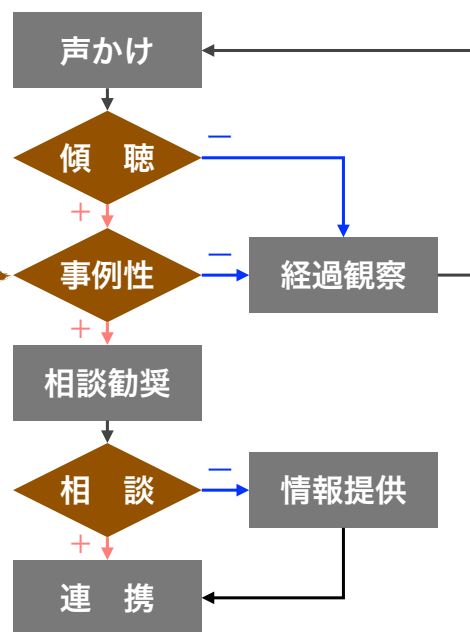 声かけ
傾　聴
－
＋
事例性
－
経過観察
＋
相談勧奨
相　談
－
情報提供
＋
連　携